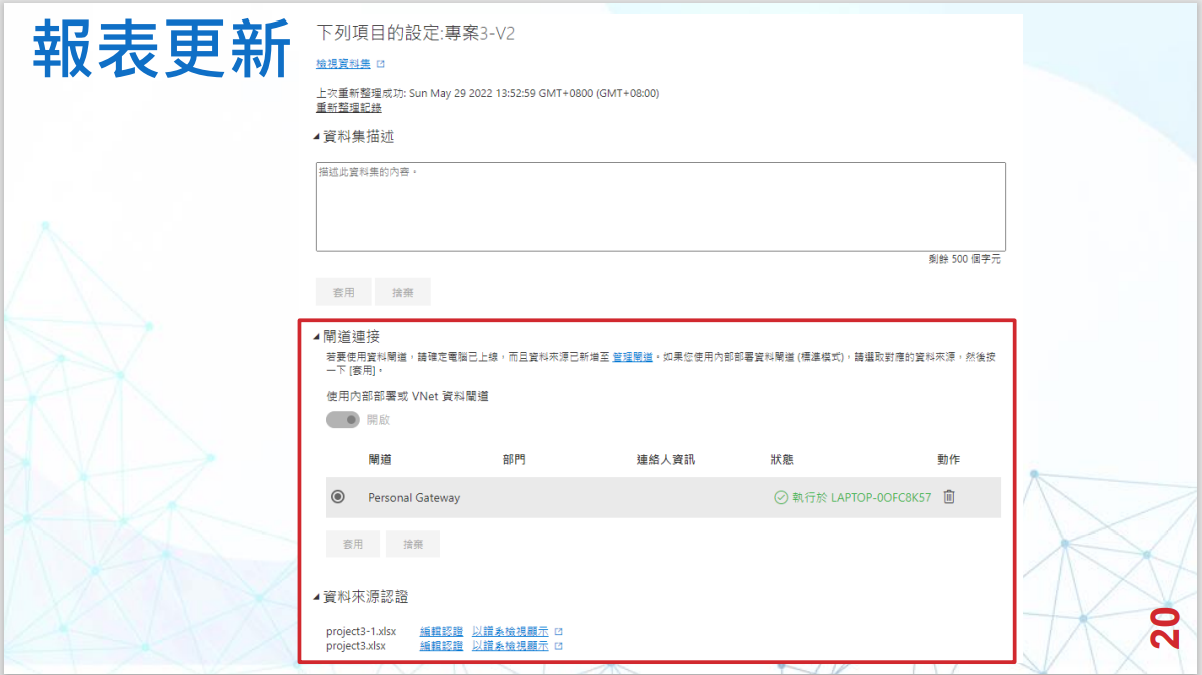 報表更新
下列項目的設定:專案3-V2
檢視資料集
上次重新整理成功: Sun May 29 2022 13:52:59 GMT+0800 (GMT+08:00)
重新整理記錄
資料集描述
描述此資料集的內容。
剩餘 500 個字元
套用 捨棄
閘道連接
若要使用資料閘道，請確定電腦已上線，而且資料來源已新增至 管理閘道。如果您使用內部部署資料閘道 (標準模式)，請選取對應的資料來源，然後按
一下 [套用]。
使用內部部署或 VNet 資料閘道
開啟
閘道 部門 連絡人資訊 狀態 動作
Personal Gateway 執行於 LAPTOP-0OFC8K57
套用 捨棄
資料來源認證
project3-1.xlsx 編輯認證 以譜系檢視顯示
project3.xlsx 編輯認證 以譜系檢視顯示
20